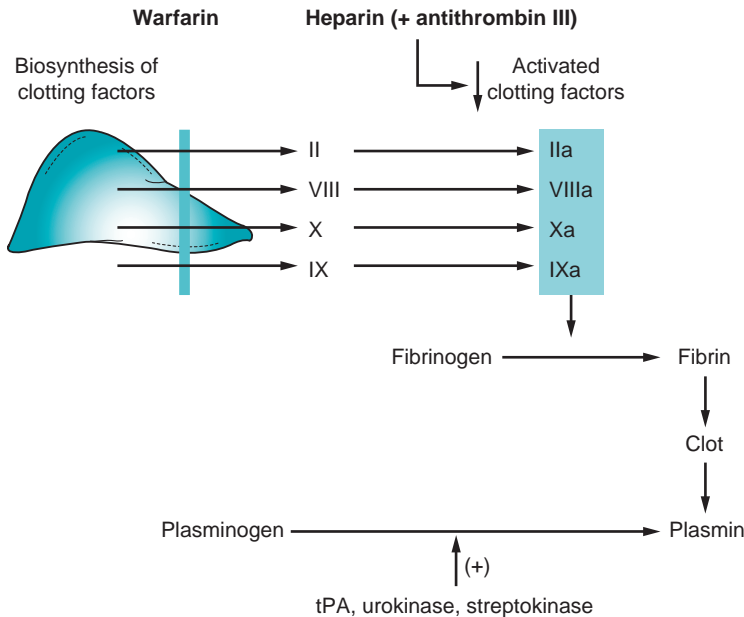 Warfarin
Heparin (+ antithrombin III)
Biosynthesis of
clotting factors
Activated
clotting factors
II
IIa
VIII
VIIIa
X
Xa
IX
IXa
Fibrinogen
Fibrin
Clot
Plasminogen
Plasmin
(+)
tPA, urokinase, streptokinase